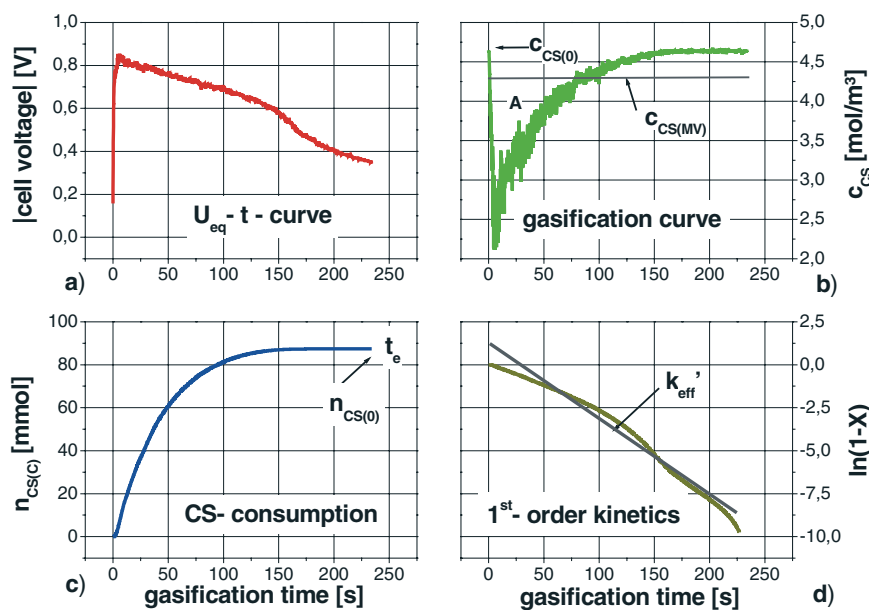 1,0
0,8
0,6
0,4
0,2
0,0
|cell voltage| [V]
U_eq - t - curve
0 50 100 150 200 250
a)
5,0
4,5
4,0
3,5
3,0
2,5
2,0
c_CS [mol/m³]
c_CS(0)
A
c_CS(MV)
gasification curve
0 50 100 150 200 250
b)
100
80
60
40
20
0
n_CS(C) [mmol]
t_e
n_CS(0)
CS- consumption
0 50 100 150 200 250
c) gasification time [s]
2,5
0,0
-2,5
-5,0
-7,5
-10,0
ln(1-X)
k_eff'
1st- order kinetics
0 50 100 150 200 250
gasification time [s] d)